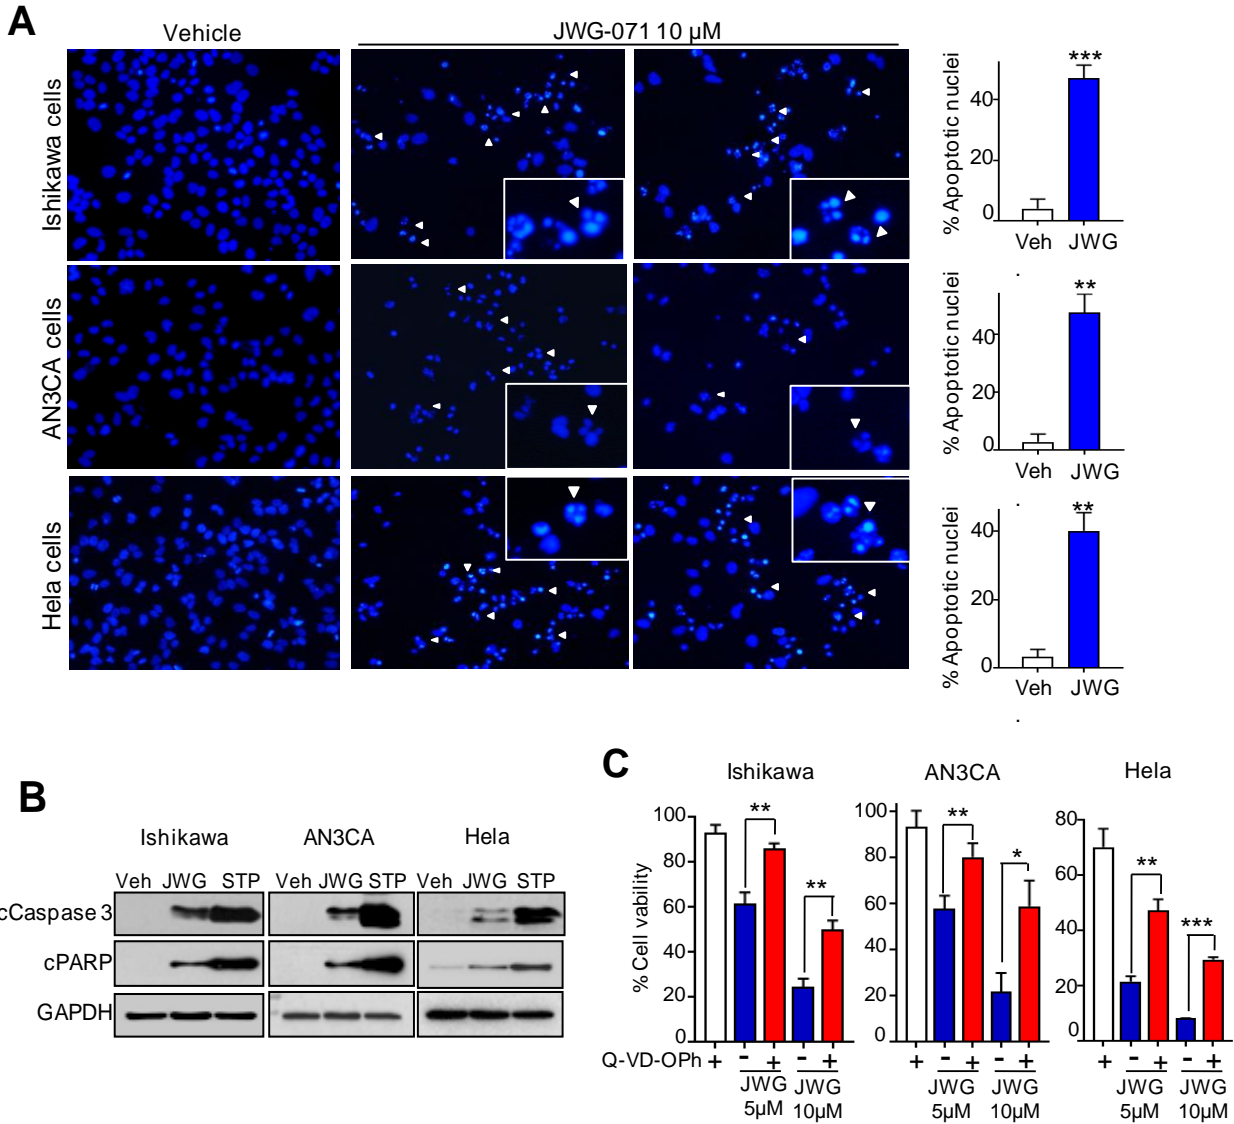 A
Vehicle
JWG-071 10 µM
Ishikawa cells
% Apoptotic nuclei
40
20
0
***
Veh JWG
AN3CA cells
% Apoptotic nuclei
40
20
0
**
Veh JWG
Hela cells
% Apoptotic nuclei
40
20
0
**
Veh JWG
B
Ishikawa AN3CA Hela
Veh JWG STP Veh JWG STP Veh JWG STP
cCaspase 3
cPARP
GAPDH
C
Ishikawa
% Cell vability
100
80
60
40
20
0
**
**
AN3CA
100
80
60
40
20
0
**
*
Hela
80
60
40
20
0
**
***
Q-VD-OPh + - + - + + - + - + + - + - +
JWG JWG JWG JWG JWG JWG
5µM 10µM 5µM 10µM 5µM 10µM